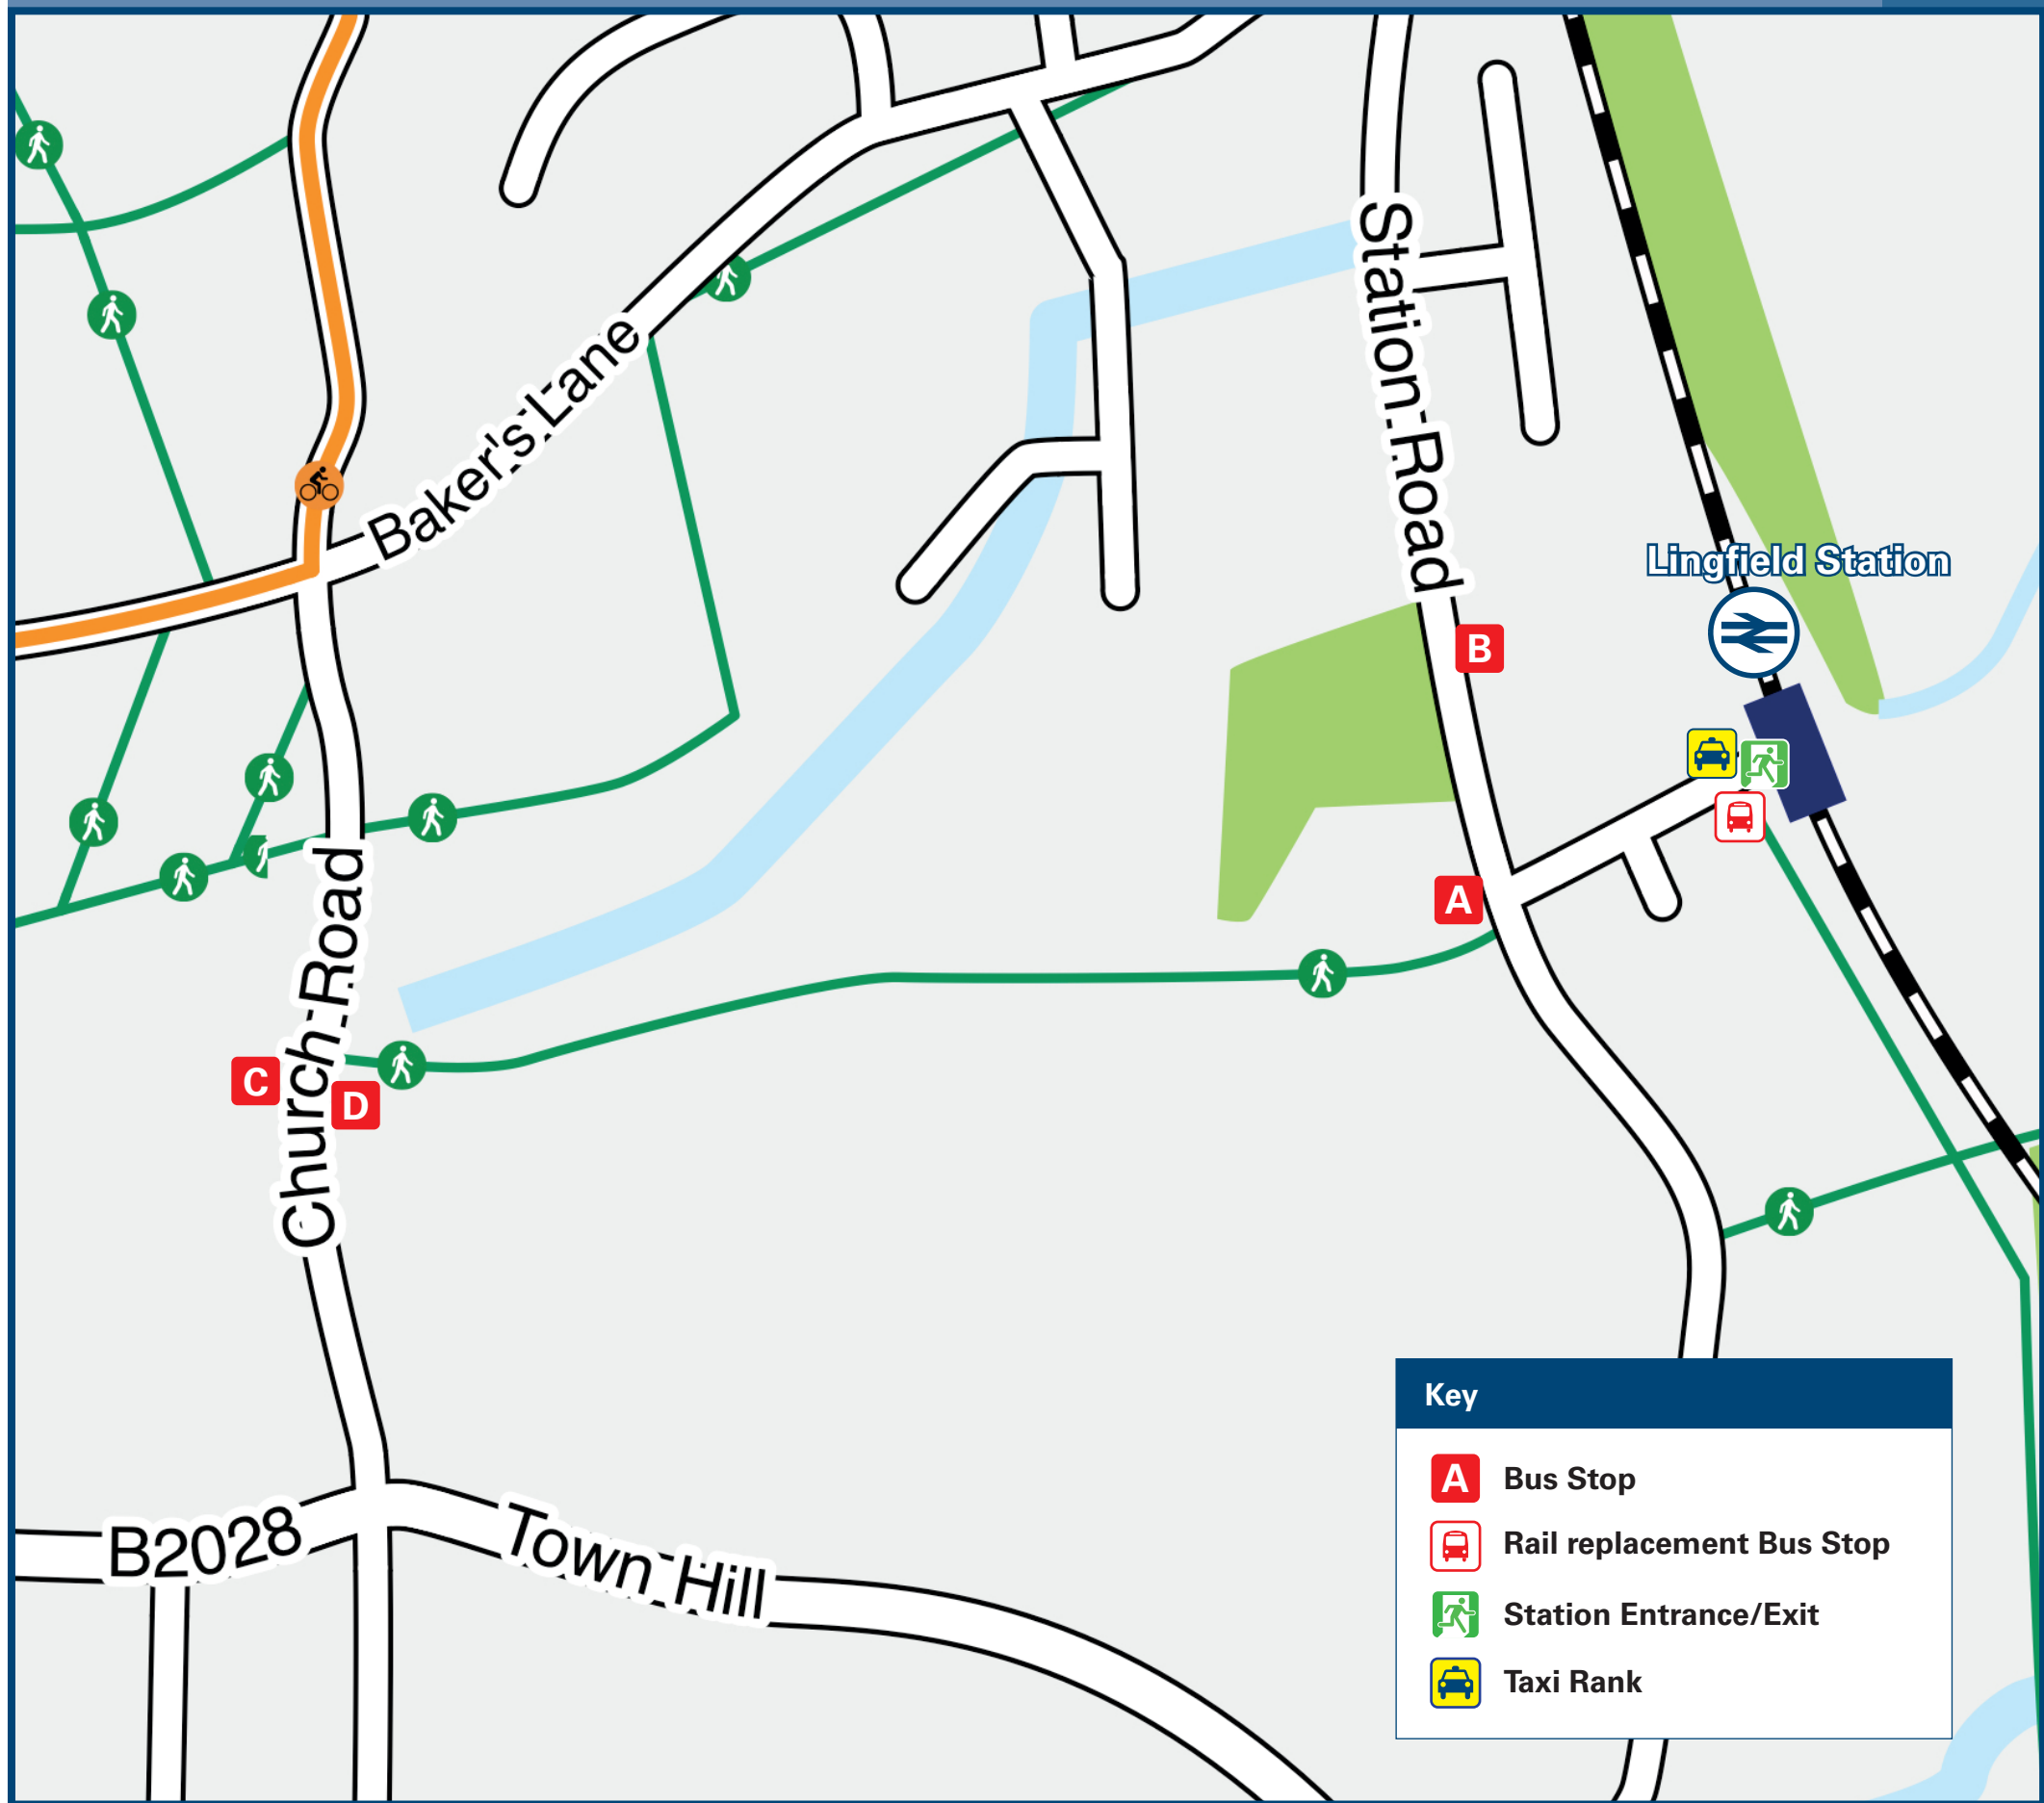 Baker's Lane
Station Road
Lingfield Station
B
A
Church Road
C
D
B2028
Town Hill
Key
A Bus Stop
Rail replacement Bus Stop
Station Entrance/Exit
Taxi Rank